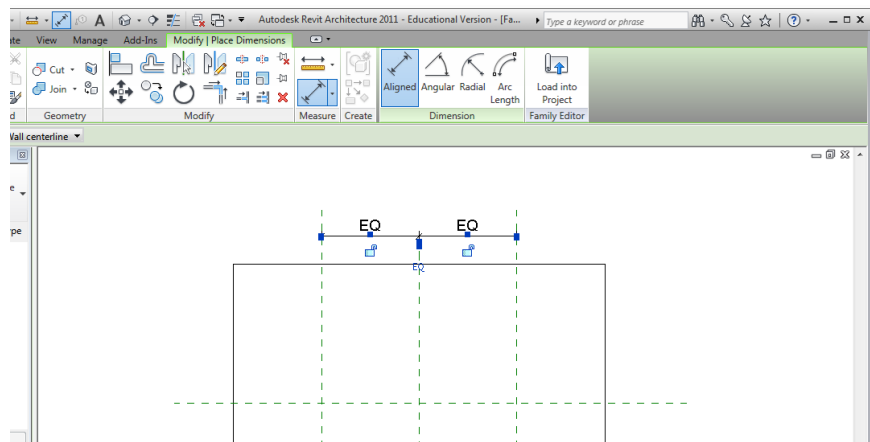 A Autodesk Revit Architecture 2011 - Educational Version - [Fa... Type a keyword or phrase
View Manage Add-Ins Modify | Place Dimensions
Cut
Join
Aligned Angular Radial Arc Length Load into Project
Geometry Modify Measure Create Dimension Family Editor
Wall centerline
EQ EQ
EQ